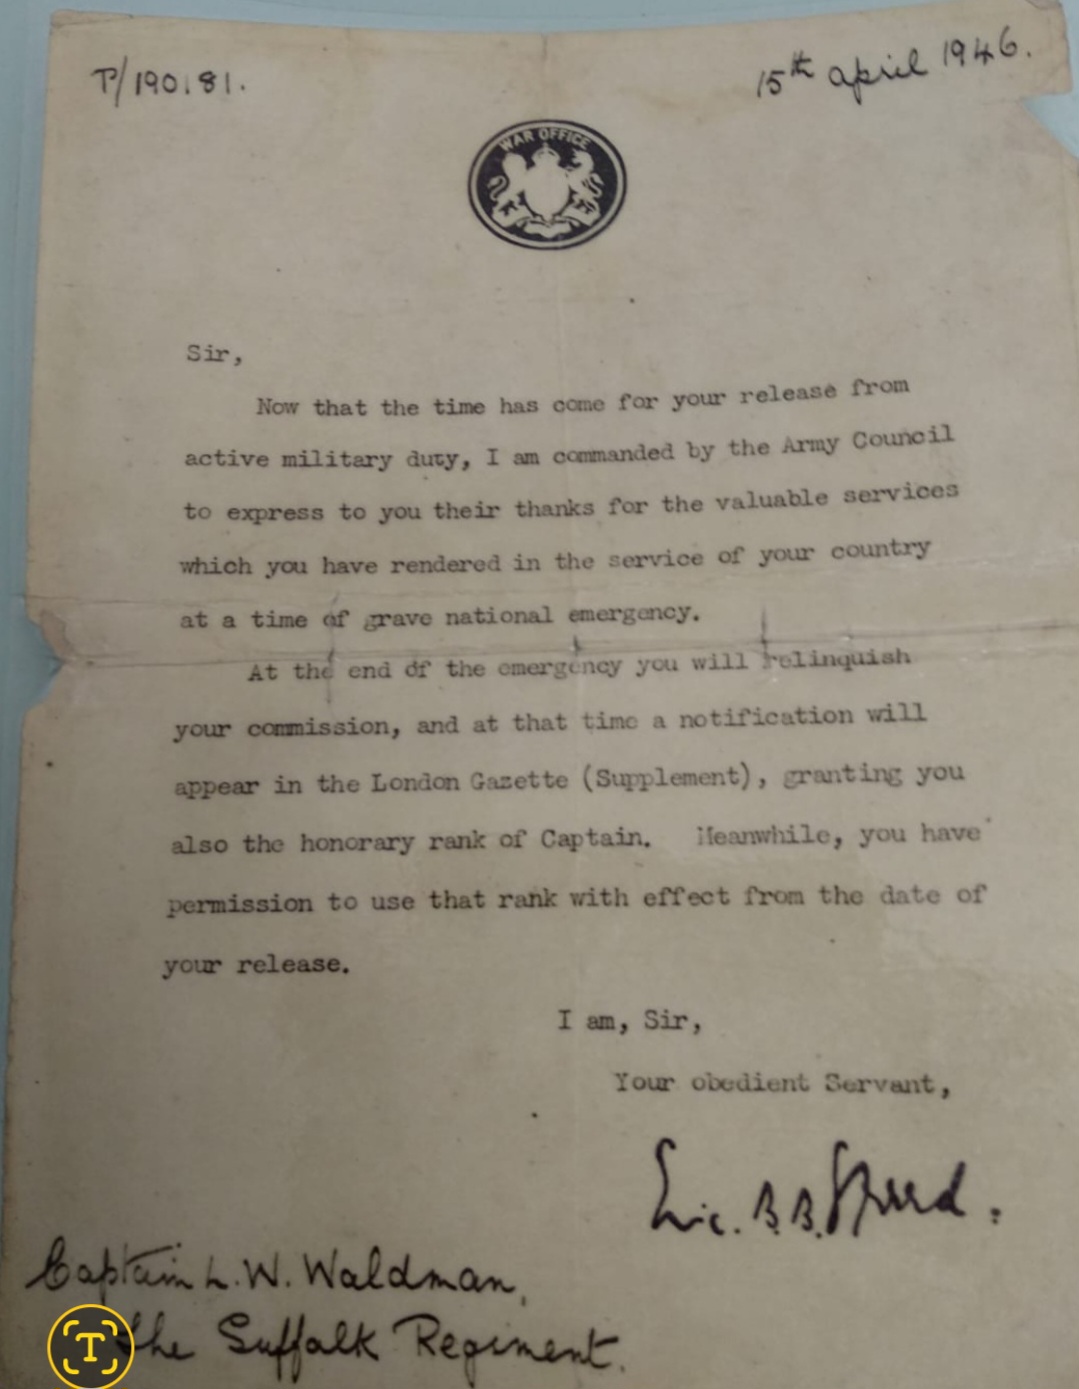 P/190181.
15th april 1946.
WAR OFFICE
Sir,
Now that the time has come for your release from
active military duty, I am commanded by the Army Council
to express to you their thanks for the valuable services
which you have rendered in the service of your country
at a time of grave national emergency.
At the end of the emergency you will relinquish
your commission, and at that time a notification will
appear in the London Gazette (Supplement), granting you
also the honorary rank of Captain. Meanwhile, you have
permission to use that rank with effect from the date of
your release.
I am, Sir,
Your obedient Servant,
Eric. B.B. Speed.
Captain L.W. Waldman,
The Suffolk Regiment.